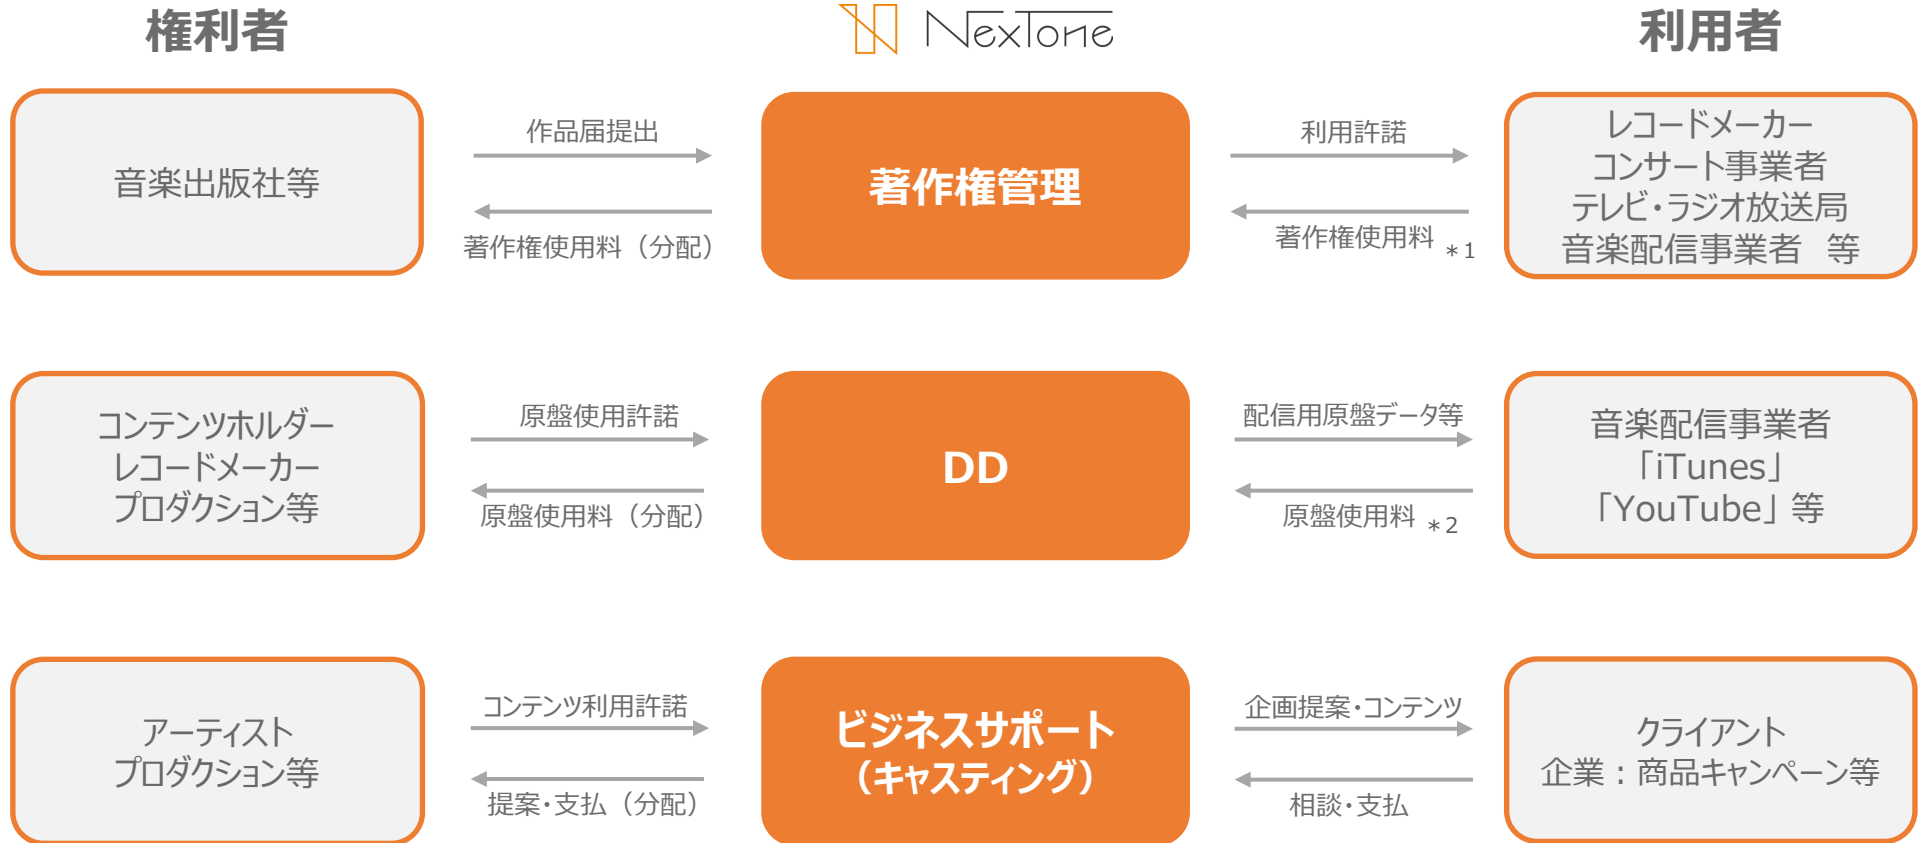 権利者
NexTone
利用者
音楽出版社等
作品届提出
著作権使用料（分配）
著作権管理
利用許諾
著作権使用料 ＊1
レコードメーカー
コンサート事業者
テレビ・ラジオ放送局
音楽配信事業者　等
コンテンツホルダー
レコードメーカー
プロダクション等
原盤使用許諾
原盤使用料（分配）
DD
配信用原盤データ等
原盤使用料 ＊2
音楽配信事業者
「iTunes」
「YouTube」等
アーティスト
プロダクション等
コンテンツ利用許諾
提案・支払（分配）
ビジネスサポート
（キャスティング）
企画提案・コンテンツ
相談・支払
クライアント
企業：商品キャンペーン等